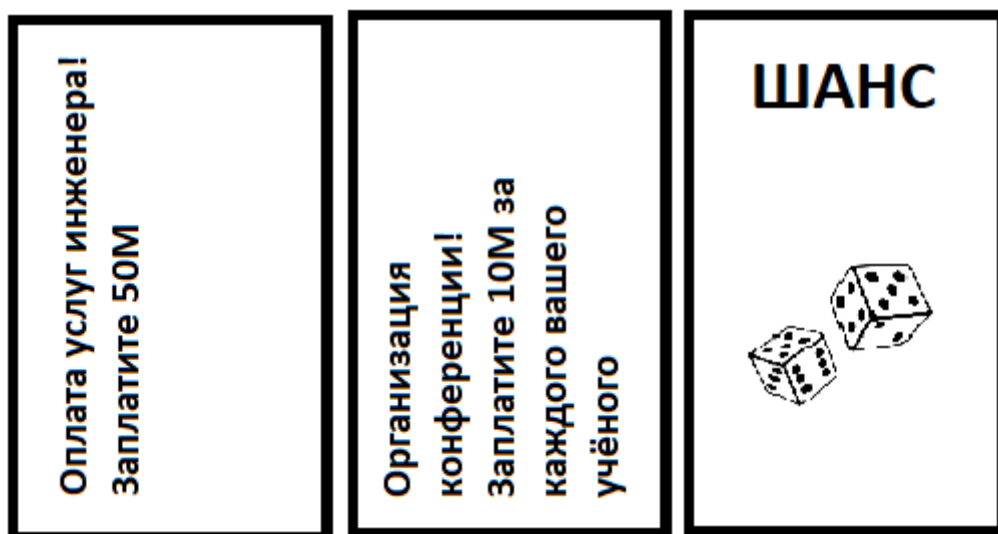 Оплата услуг инженера!
Заплатите 50М
Организация
конференции!
Заплатите 10М за
каждого вашего
учёного
ШАНС